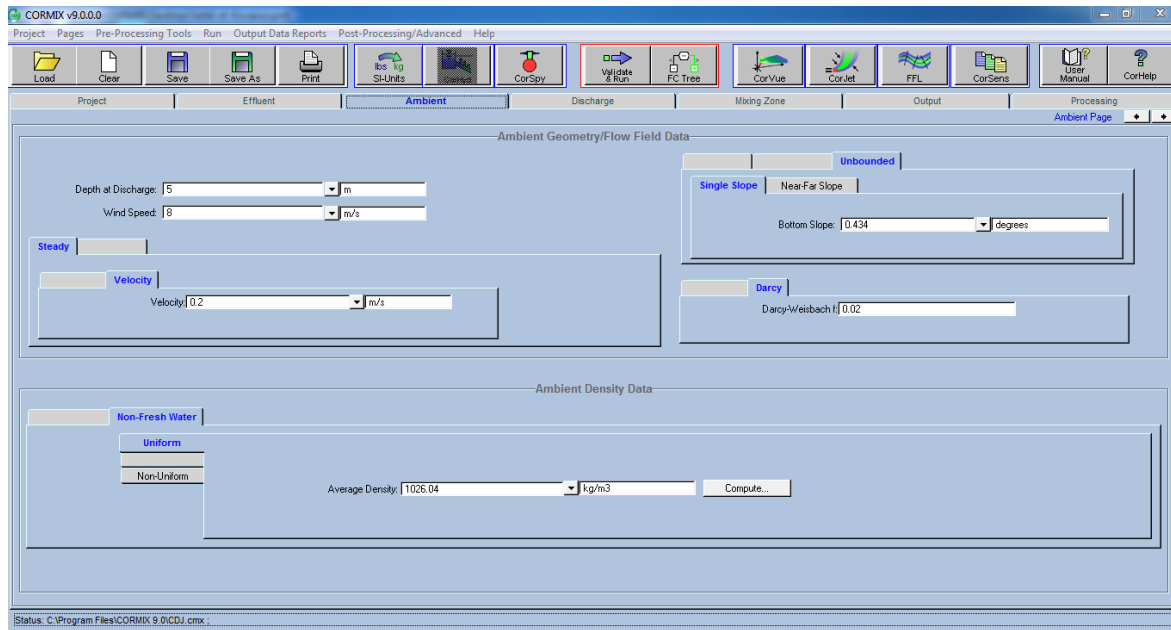 CORMIX v9.0.0.0
Project Pages Pre-Processing Tools Run Output Data Reports Post-Processing/Advanced Help
Load Clear Save Save As Print lbs kg SI-Units CorSpy Validate & Run FC Tree CorVue CorJet FFL CorSens User Manual CorHelp
Project Effluent Ambient Discharge Mixing Zone Output Processing
Ambient Page
Ambient Geometry/Flow Field Data
Depth at Discharge: 5 m
Wind Speed: 8 m/s
Steady
Velocity
Velocity: 0.2 m/s
Unbounded
Single Slope Near-Far Slope
Bottom Slope: 0.434 degrees
Darcy
Darcy-Weisbach f: 0.02
Ambient Density Data
Non-Fresh Water
Uniform
Non-Uniform
Average Density: 1026.04 kg/m3 Compute...
Status: C:\Program Files\CORMIX 9.0\CDJ.cmx ;